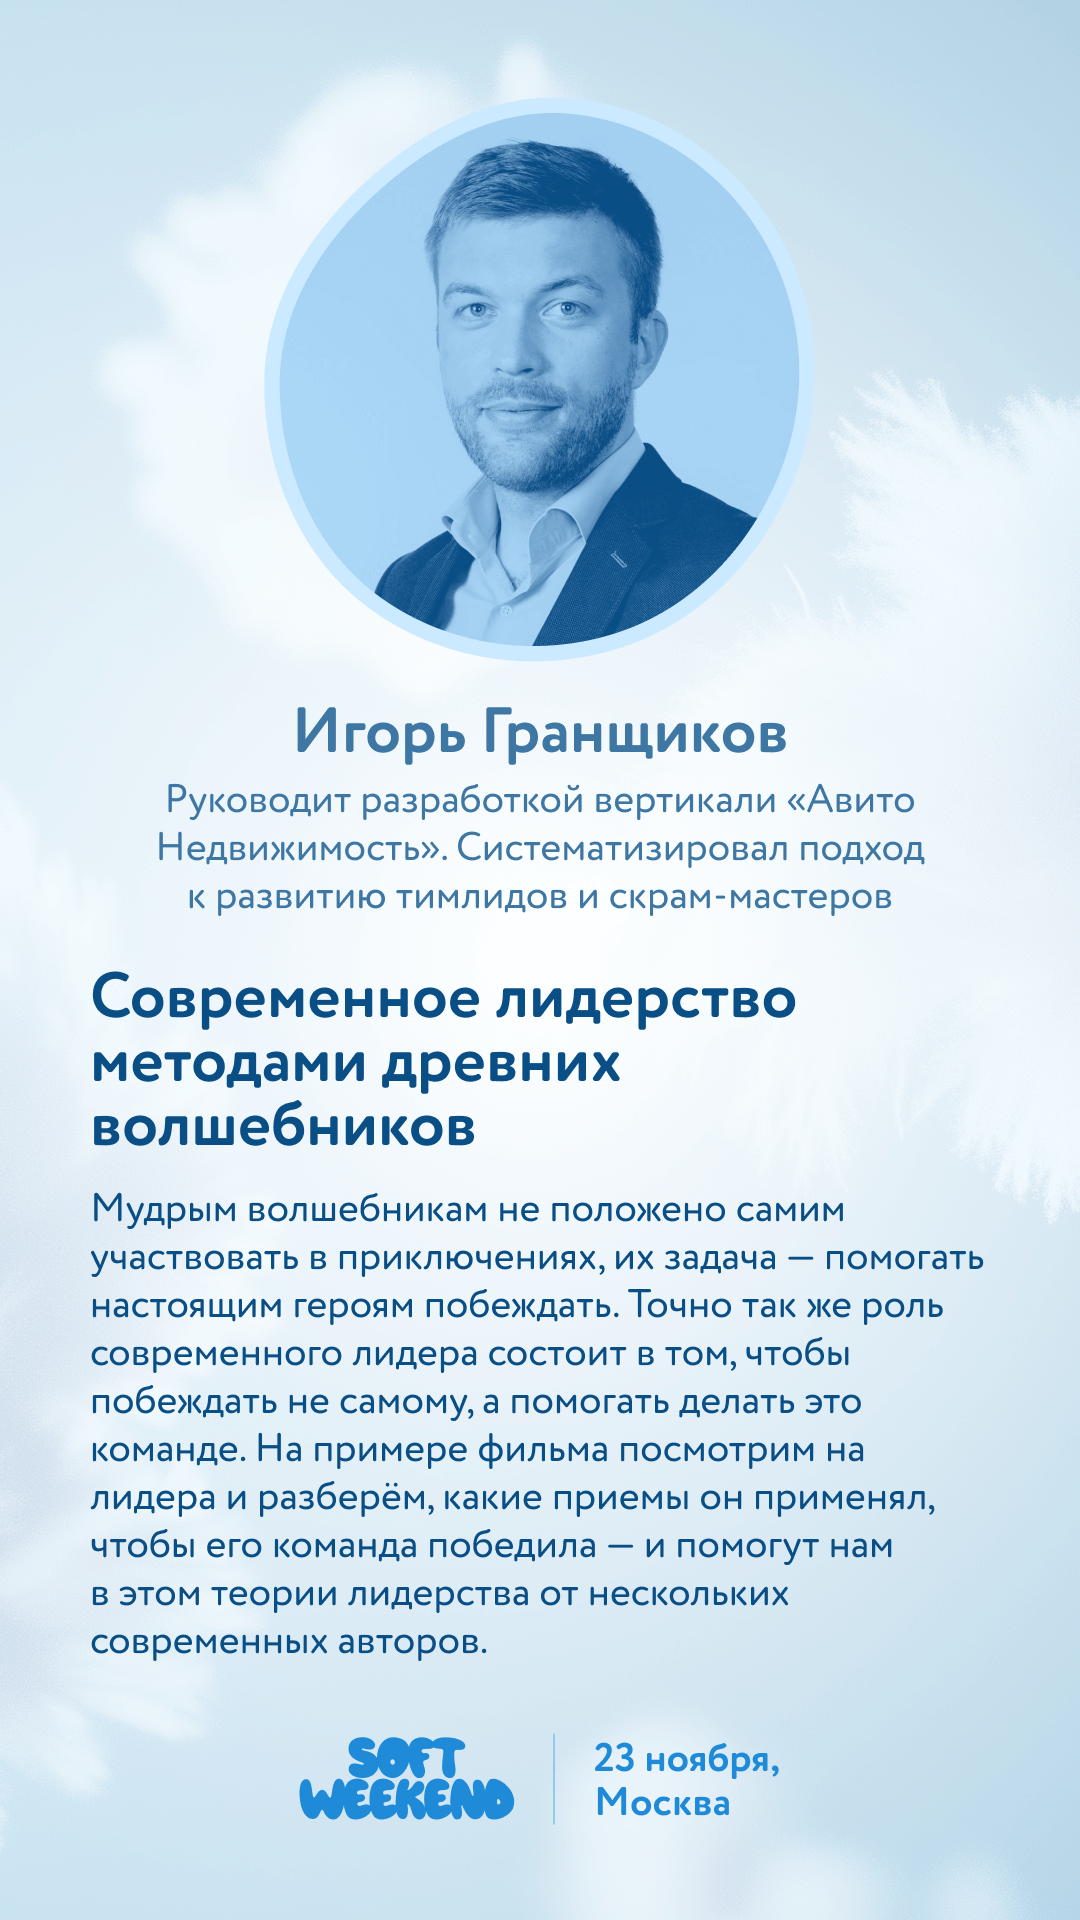 Игорь Гранщиков
Руководит разработкой вертикали «Авито
Недвижимость». Систематизировал подход
к развитию тимлидов и скрам-мастеров
Современное лидерство
методами древних
волшебников
Мудрым волшебникам не положено самим
участвовать в приключениях, их задача — помогать
настоящим героям побеждать. Точно так же роль
современного лидера состоит в том, чтобы
побеждать не самому, а помогать делать это
команде. На примере фильма посмотрим на
лидера и разберём, какие приемы он применял,
чтобы его команда победила — и помогут нам
в этом теории лидерства от нескольких
современных авторов.
SOFT
WEEKEND
23 ноября,
Москва